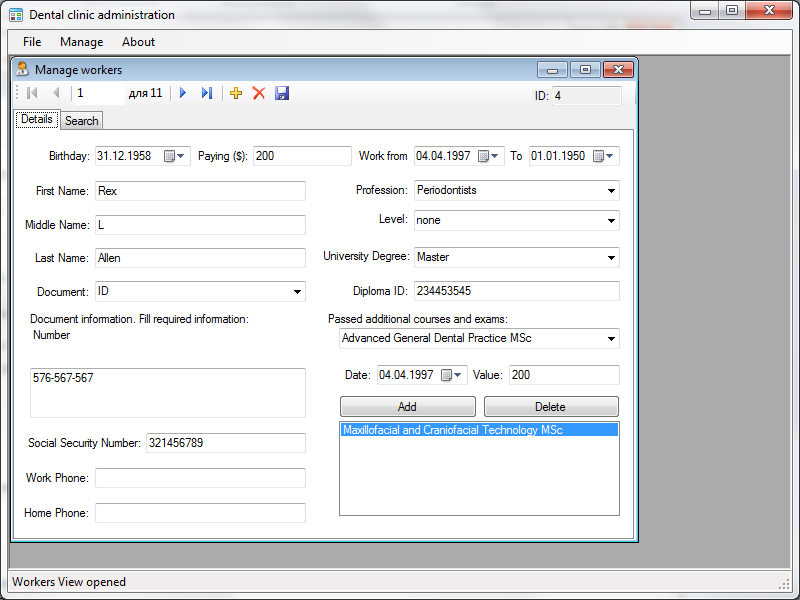 Dental clinic administration
File Manage About
Manage workers
1 для 11
ID: 4
Details Search
Birthday: 31.12.1958 Paying ($): 200 Work from 04.04.1997 To 01.01.1950
First Name: Rex Profession: Periodontists
Middle Name: L Level: none
Last Name: Allen University Degree: Master
Document: ID Diploma ID: 234453545
Document information. Fill required information: Passed additional courses and exams:
Number
Advanced General Dental Practice MSc
576-567-567 Date: 04.04.1997 Value: 200
Add Delete
Maxillofacial and Craniofacial Technology MSc
Social Security Number: 321456789
Work Phone:
Home Phone:
Workers View opened